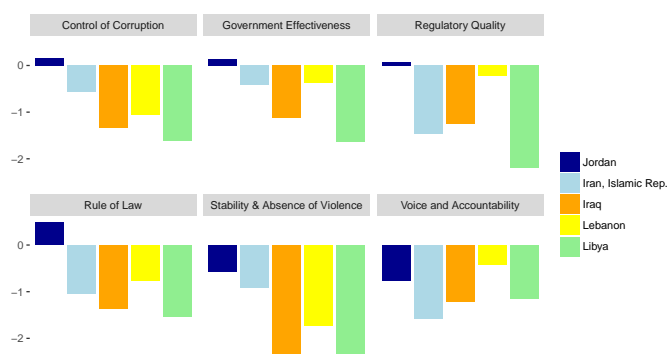 Control of Corruption
Government Effectiveness
Regulatory Quality
0
−1
−2
Rule of Law
Stability & Absence of Violence
Voice and Accountability
0
−1
−2
Jordan
Iran, Islamic Rep.
Iraq
Lebanon
Libya